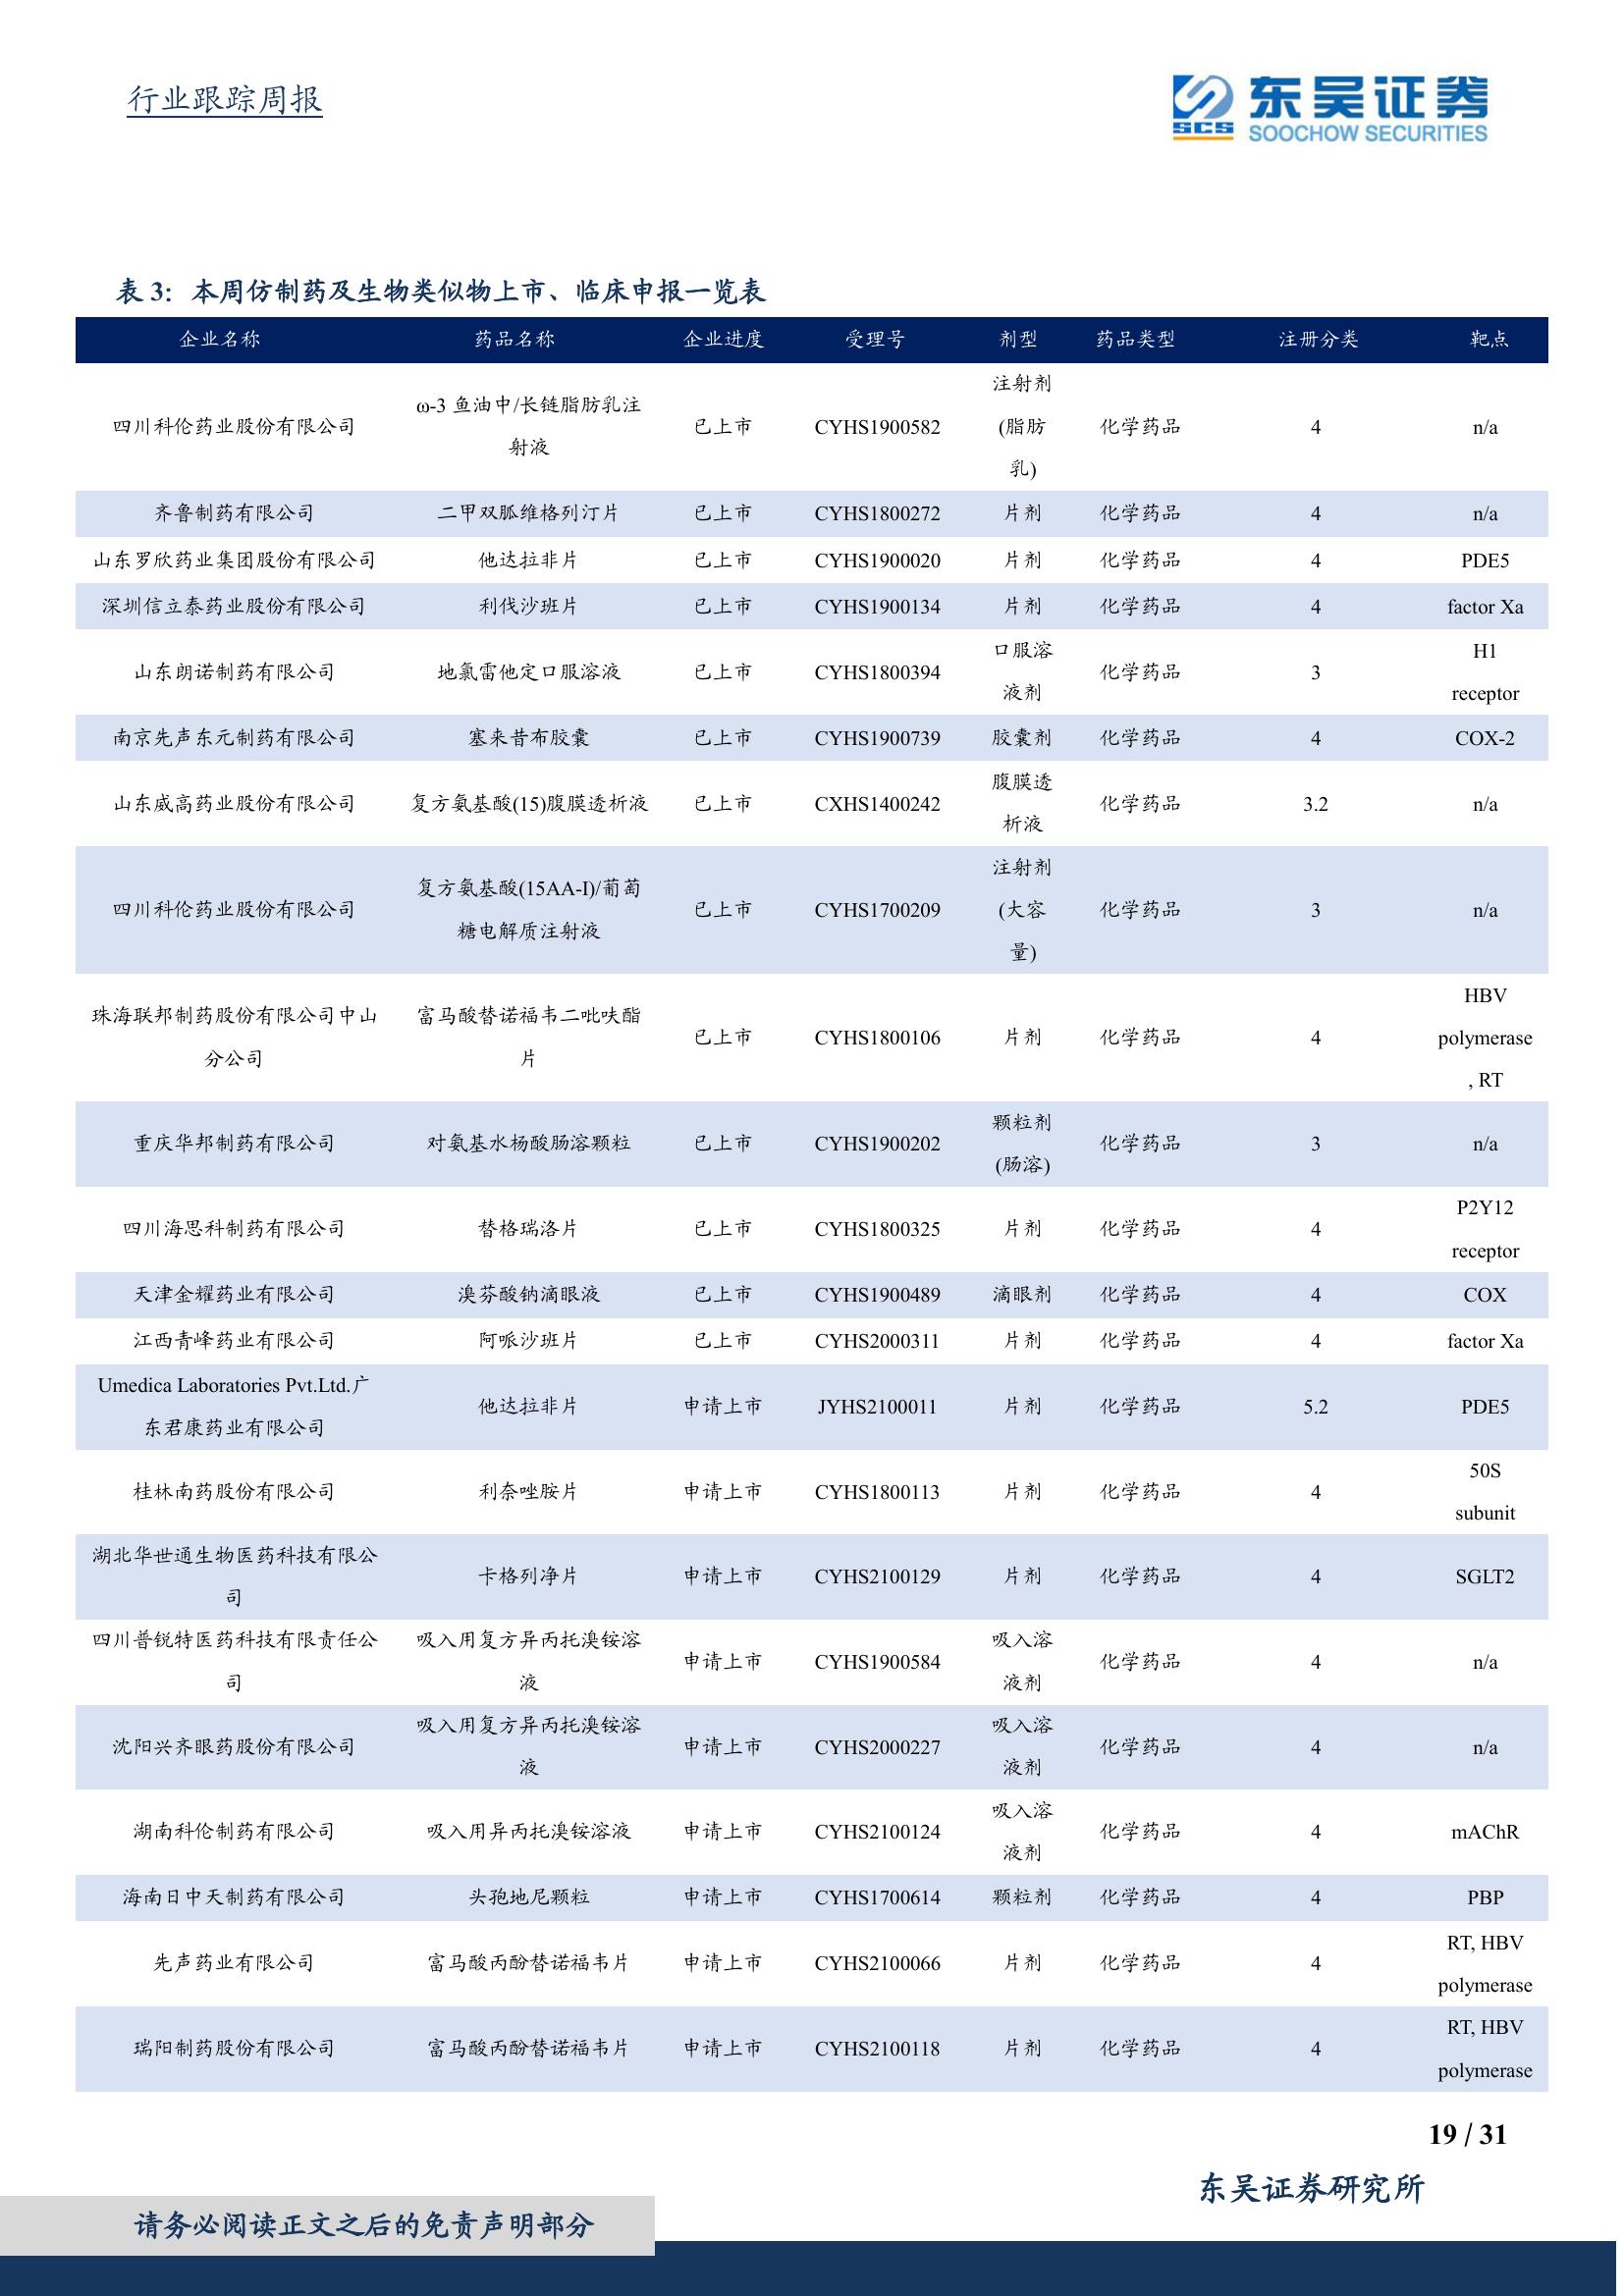 行业跟踪周报
SCS 东吴证券
SOOCHOW SECURITIES
表 3：本周仿制药及生物类似物上市、临床申报一览表
企业名称 药品名称 企业进度 受理号 剂型 药品类型 注册分类 靶点
四川科伦药业股份有限公司 ω-3 鱼油中/长链脂肪乳注
射液 已上市 CYHS1900582 注射剂
(脂肪
乳) 化学药品 4 n/a
齐鲁制药有限公司 二甲双胍维格列汀片 已上市 CYHS1800272 片剂 化学药品 4 n/a
山东罗欣药业集团股份有限公司 他达拉非片 已上市 CYHS1900020 片剂 化学药品 4 PDE5
深圳信立泰药业股份有限公司 利伐沙班片 已上市 CYHS1900134 片剂 化学药品 4 factor Xa
山东朗诺制药有限公司 地氯雷他定口服溶液 已上市 CYHS1800394 口服溶
液剂 化学药品 3 H1
receptor
南京先声东元制药有限公司 塞来昔布胶囊 已上市 CYHS1900739 胶囊剂 化学药品 4 COX-2
山东威高药业股份有限公司 复方氨基酸(15)腹膜透析液 已上市 CXHS1400242 腹膜透
析液 化学药品 3.2 n/a
四川科伦药业股份有限公司 复方氨基酸(15AA-I)/葡萄
糖电解质注射液 已上市 CYHS1700209 注射剂
(大容
量) 化学药品 3 n/a
珠海联邦制药股份有限公司中山
分公司 富马酸替诺福韦二吡呋酯
片 已上市 CYHS1800106 片剂 化学药品 4 HBV
polymerase
, RT
重庆华邦制药有限公司 对氨基水杨酸肠溶颗粒 已上市 CYHS1900202 颗粒剂
(肠溶) 化学药品 3 n/a
四川海思科制药有限公司 替格瑞洛片 已上市 CYHS1800325 片剂 化学药品 4 P2Y12
receptor
天津金耀药业有限公司 溴芬酸钠滴眼液 已上市 CYHS1900489 滴眼剂 化学药品 4 COX
江西青峰药业有限公司 阿哌沙班片 已上市 CYHS2000311 片剂 化学药品 4 factor Xa
Umedica Laboratories Pvt.Ltd.广
东君康药业有限公司 他达拉非片 申请上市 JYHS2100011 片剂 化学药品 5.2 PDE5
桂林南药股份有限公司 利奈唑胺片 申请上市 CYHS1800113 片剂 化学药品 4 50S
subunit
湖北华世通生物医药科技有限公
司 卡格列净片 申请上市 CYHS2100129 片剂 化学药品 4 SGLT2
四川普锐特医药科技有限责任公
司 吸入用复方异丙托溴铵溶
液 申请上市 CYHS1900584 吸入溶
液剂 化学药品 4 n/a
沈阳兴齐眼药股份有限公司 吸入用复方异丙托溴铵溶
液 申请上市 CYHS2000227 吸入溶
液剂 化学药品 4 n/a
湖南科伦制药有限公司 吸入用异丙托溴铵溶液 申请上市 CYHS2100124 吸入溶
液剂 化学药品 4 mAChR
海南日中天制药有限公司 头孢地尼颗粒 申请上市 CYHS1700614 颗粒剂 化学药品 4 PBP
先声药业有限公司 富马酸丙酚替诺福韦片 申请上市 CYHS2100066 片剂 化学药品 4 RT, HBV
polymerase
瑞阳制药股份有限公司 富马酸丙酚替诺福韦片 申请上市 CYHS2100118 片剂 化学药品 4 RT, HBV
polymerase
19 / 31
东吴证券研究所
请务必阅读正文之后的免责声明部分